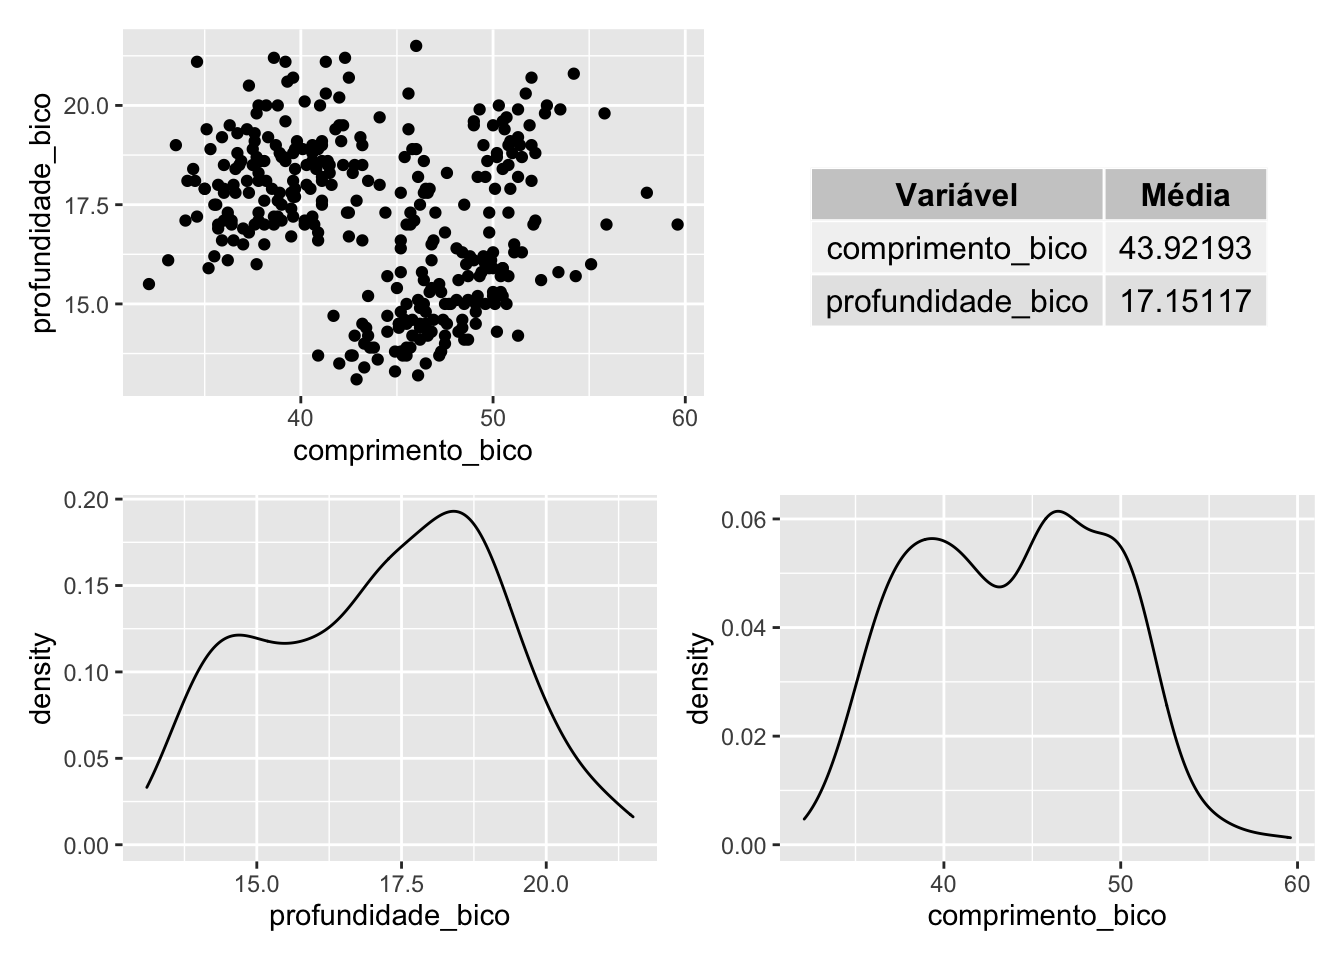 profundidade_bico
20.0
17.5
15.0
40 50 60
comprimento_bico
Variável Média
comprimento_bico 43.92193
profundidade_bico 17.15117
density
0.20
0.15
0.10
0.05
0.00
15.0 17.5 20.0
profundidade_bico
density
0.06
0.04
0.02
0.00
40 50 60
comprimento_bico